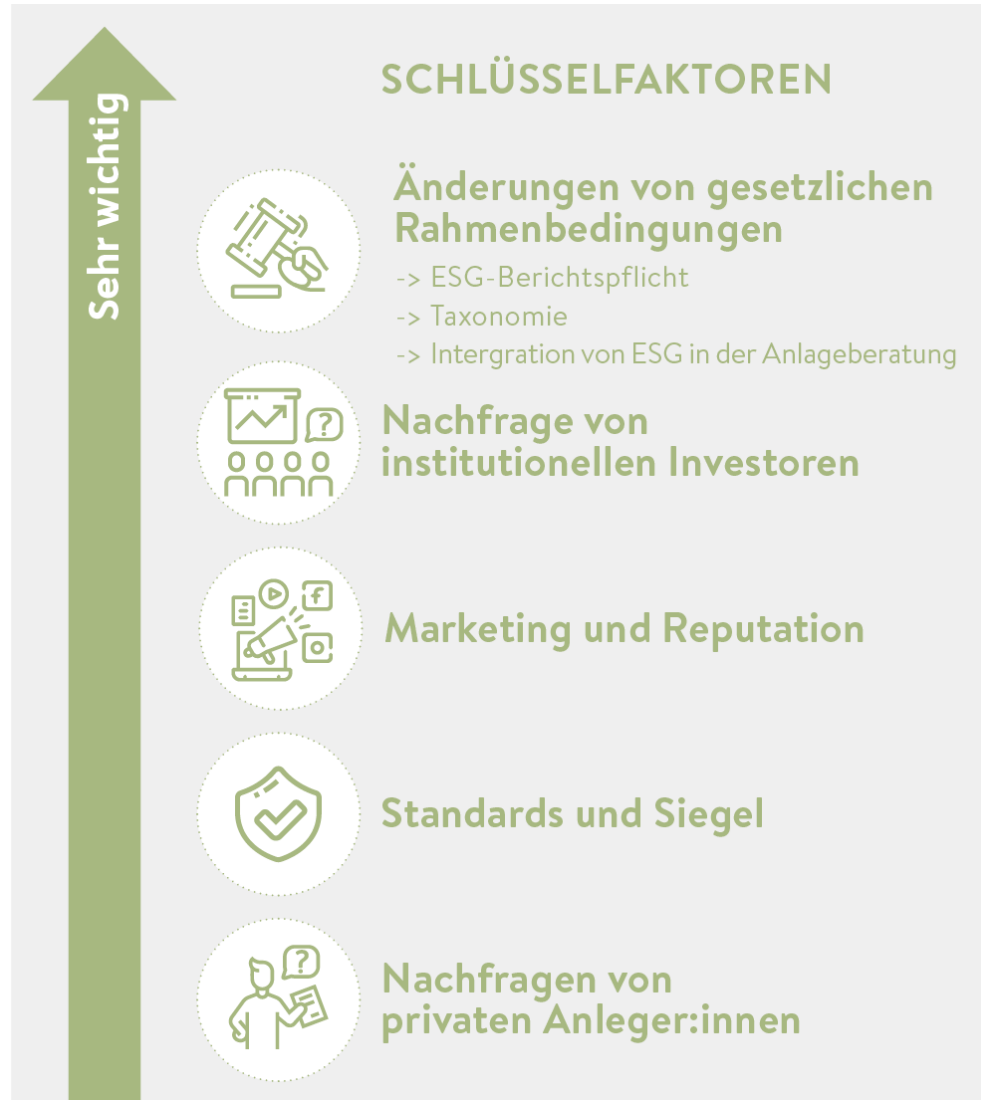 Sehr wichtig
SCHLÜSSELFAKTOREN
Änderungen von gesetzlichen
Rahmenbedingungen
-> ESG-Berichtspflicht
-> Taxonomie
-> Intergration von ESG in der Anlageberatung
?
Nachfrage von
institutionellen Investoren
f
Marketing und Reputation
Standards und Siegel
?
Nachfragen von
privaten Anleger:innen